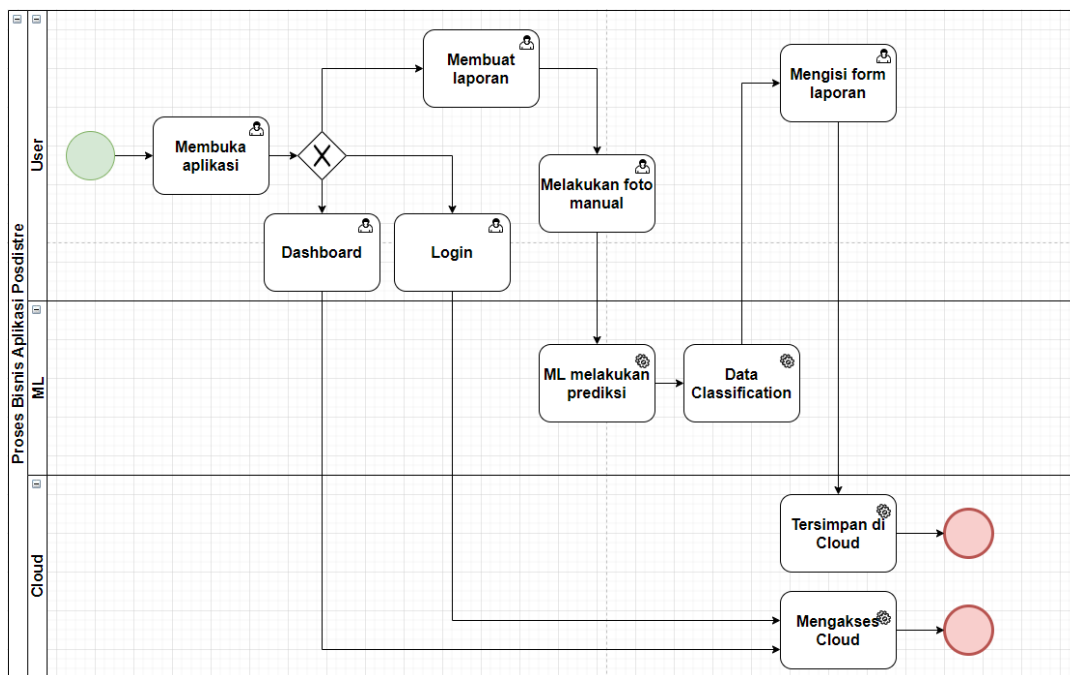 Proses Bisnis Aplikasi Posdistre
User
Membuka
aplikasi
X
Membuat
laporan
Mengisi form
laporan
Melakukan foto
manual
Dashboard
Login
ML
ML melakukan
prediksi
Data
Classification
Cloud
Tersimpan di
Cloud
Mengakses
Cloud